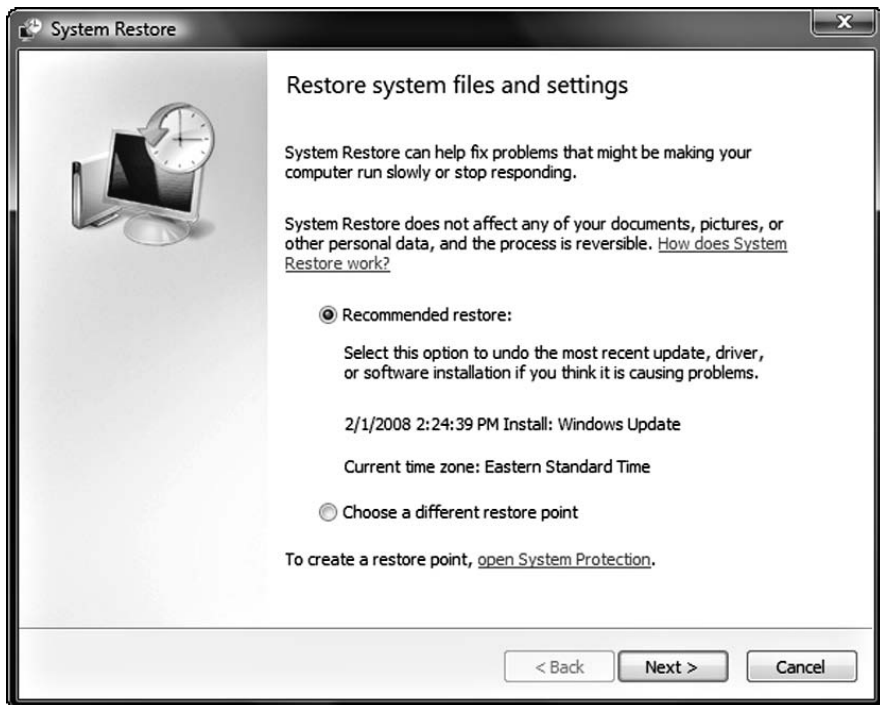 System Restore
Restore system files and settings
System Restore can help fix problems that might be making your
computer run slowly or stop responding.
System Restore does not affect any of your documents, pictures, or
other personal data, and the process is reversible. How does System
Restore work?
Recommended restore:
Select this option to undo the most recent update, driver,
or software installation if you think it is causing problems.
2/1/2008 2:24:39 PM Install: Windows Update
Current time zone: Eastern Standard Time
Choose a different restore point
To create a restore point, open System Protection.
< Back Next > Cancel